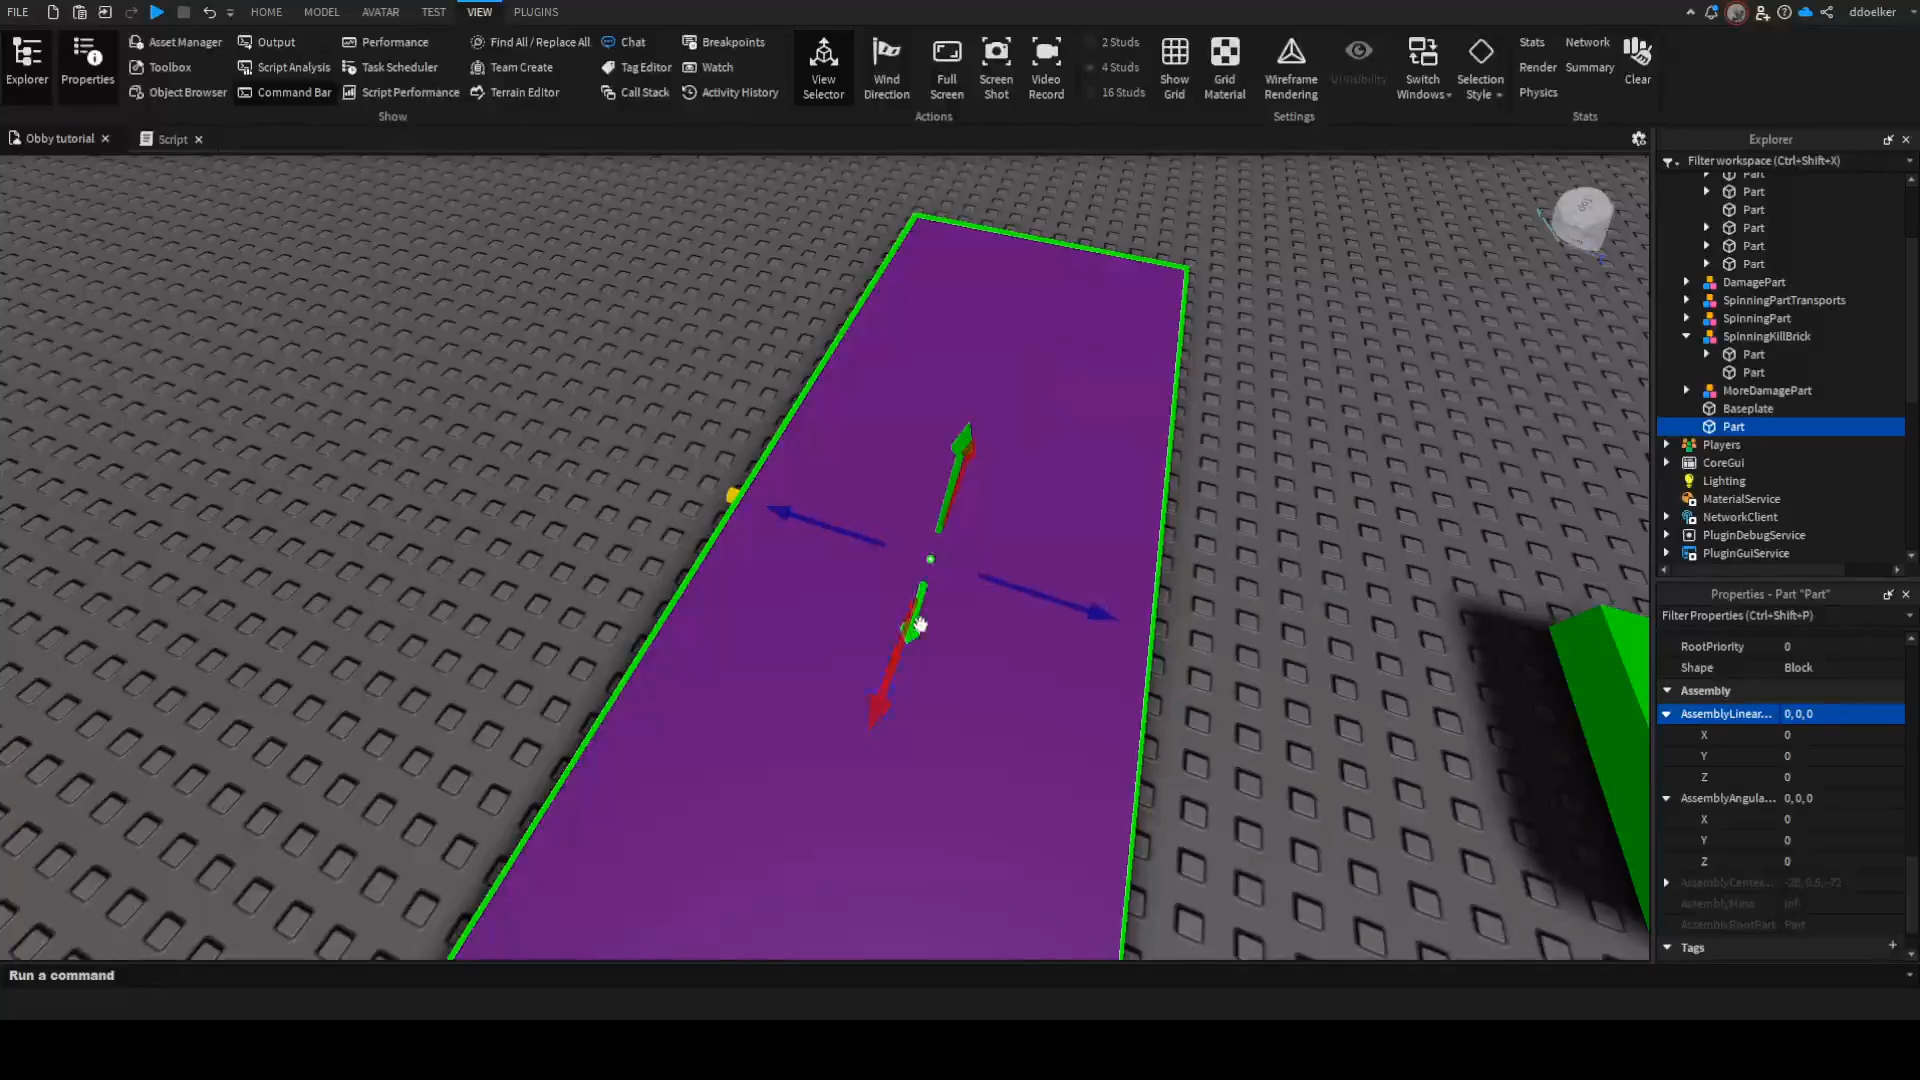 FILE HOME MODEL AVATAR TEST VIEW PLUGINS ddoelker
Explorer Properties
Asset Manager Output Performance Find All / Replace All Chat Breakpoints
Toolbox Script Analysis Task Scheduler Team Create Tag Editor Watch
Object Browser Command Bar Script Performance Terrain Editor Call Stack Activity History
Show
View Selector
Wind Direction
Full Screen
Screen Shot
Video Record
Actions
2 Studs
4 Studs
16 Studs
Show Grid
Grid Material
Wireframe Rendering
UI Visibility
Switch Windows
Selection Style
Settings
Stats Network
Render Summary
Physics
Clear
Stats
Obby tutorial
Script
Explorer
Filter workspace (Ctrl+Shift+X)
Part
Part
Part
Part
Part
Part
DamagePart
SpinningPartTransports
SpinningPart
SpinningKillBrick
Part
Part
MoreDamagePart
Baseplate
Part
Players
CoreGui
Lighting
MaterialService
NetworkClient
PluginDebugService
PluginGuiService
Properties - Part "Part"
Filter Properties (Ctrl+Shift+P)
RootPriority 0
Shape Block
Assembly
AssemblyLinear... 0, 0, 0
X 0
Y 0
Z 0
AssemblyAngula... 0, 0, 0
X 0
Y 0
Z 0
AssemblyMass inf
AssemblyRootPart Part
Tags
Run a command